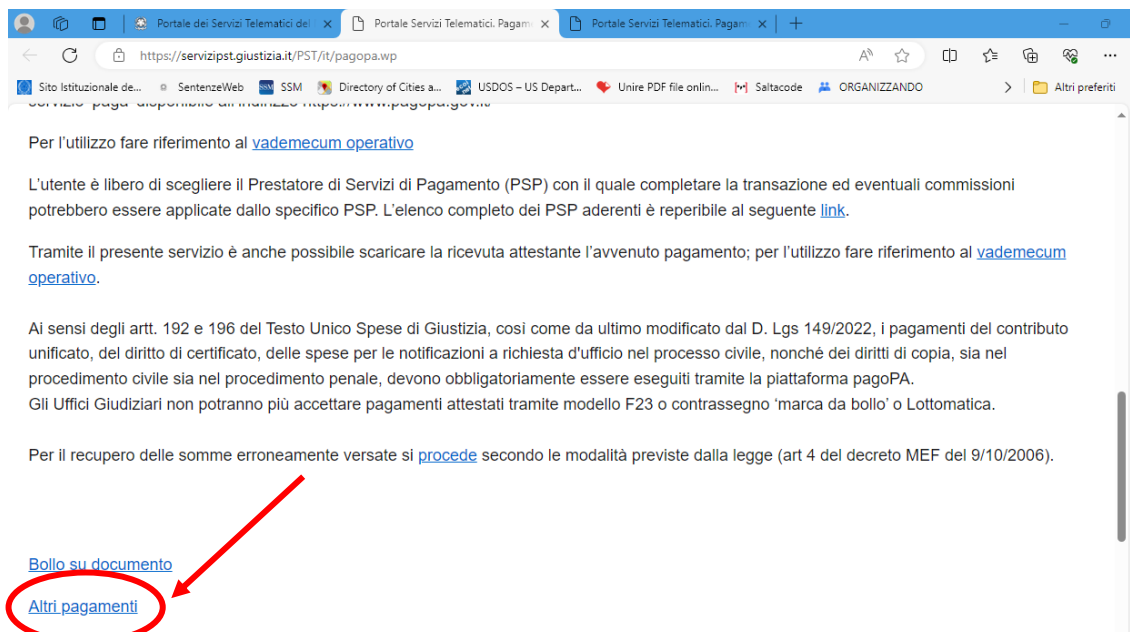 Portale dei Servizi Telematici del
Portale Servizi Telematici. Pagam
Portale Servizi Telematici. Pagam
https://servizipst.giustizia.it/PST/it/pagopa.wp
Sito Istituzionale de... SentenzeWeb SSM Directory of Cities a... USDOS – US Depart... Unire PDF file onlin... Saltacode ORGANIZZANDO Altri preferiti
servizio "paga" disponibile all'indirizzo https://www.pagopa.gov.it/
Per l'utilizzo fare riferimento al vademecum operativo
L'utente è libero di scegliere il Prestatore di Servizi di Pagamento (PSP) con il quale completare la transazione ed eventuali commissioni
potrebbero essere applicate dallo specifico PSP. L'elenco completo dei PSP aderenti è reperibile al seguente link.
Tramite il presente servizio è anche possibile scaricare la ricevuta attestante l'avvenuto pagamento; per l'utilizzo fare riferimento al vademecum
operativo.
Ai sensi degli artt. 192 e 196 del Testo Unico Spese di Giustizia, così come da ultimo modificato dal D. Lgs 149/2022, i pagamenti del contributo
unificato, del diritto di certificato, delle spese per le notificazioni a richiesta d'ufficio nel processo civile, nonché dei diritti di copia, sia nel
procedimento civile sia nel procedimento penale, devono obbligatoriamente essere eseguiti tramite la piattaforma pagoPA.
Gli Uffici Giudiziari non potranno più accettare pagamenti attestati tramite modello F23 o contrassegno 'marca da bollo' o Lottomatica.
Per il recupero delle somme erroneamente versate si procede secondo le modalità previste dalla legge (art 4 del decreto MEF del 9/10/2006).
Bollo su documento
Altri pagamenti